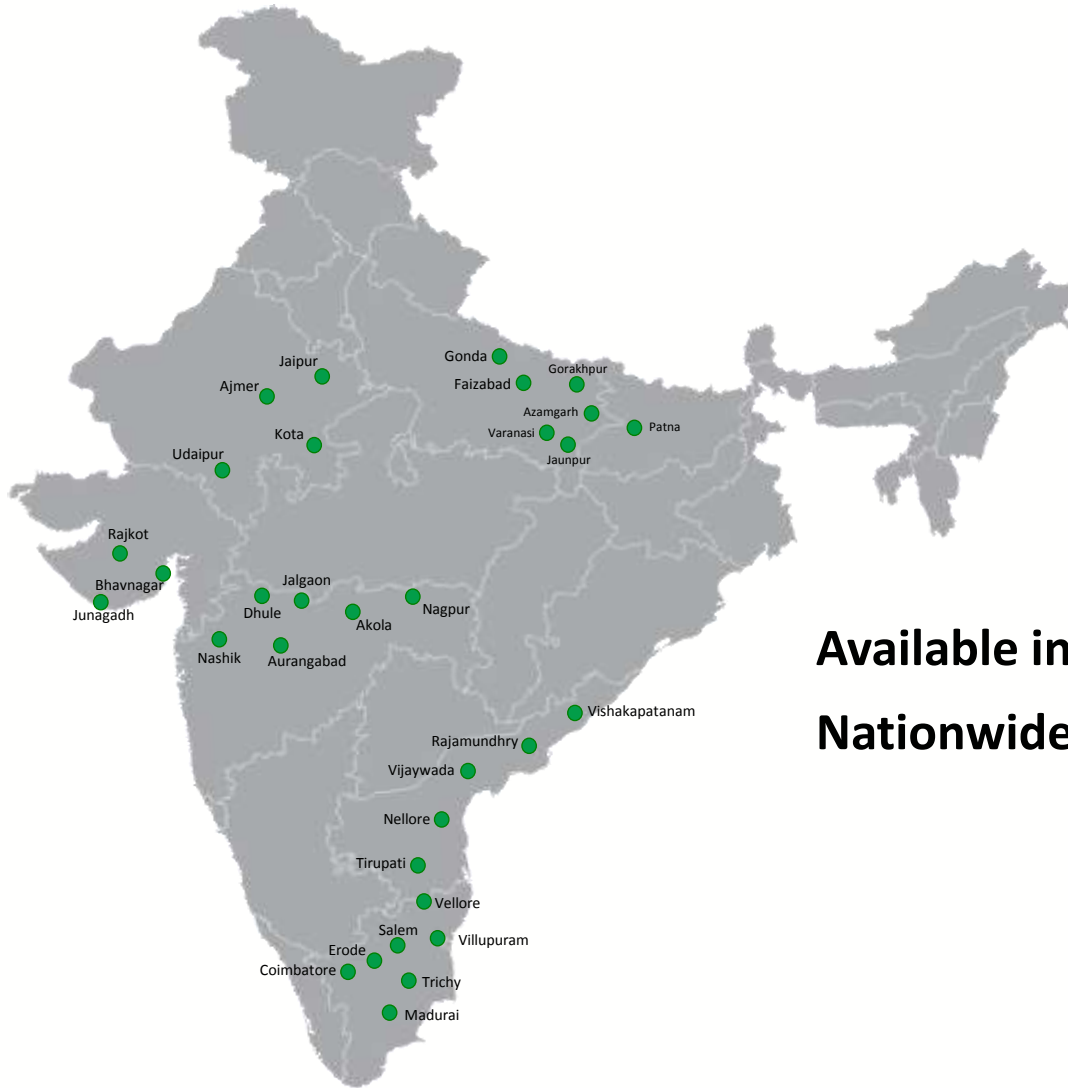 Gonda
Jaipur
Gorakhpur
Faizabad
Ajmer
Azamgarh
Patna
Varanasi
Kota
Udaipur
Jaunpur
Rajkot
Jalgaon
Bhavnagar
Dhule
Nagpur
Junagadh
Akola
Nashik
Aurangabad
Available in
Nationwide
Vishakapatanam
Rajamundhry
Vijaywada
Nellore
Tirupati
Vellore
Salem
Villupuram
Erode
Coimbatore
Trichy
Madurai